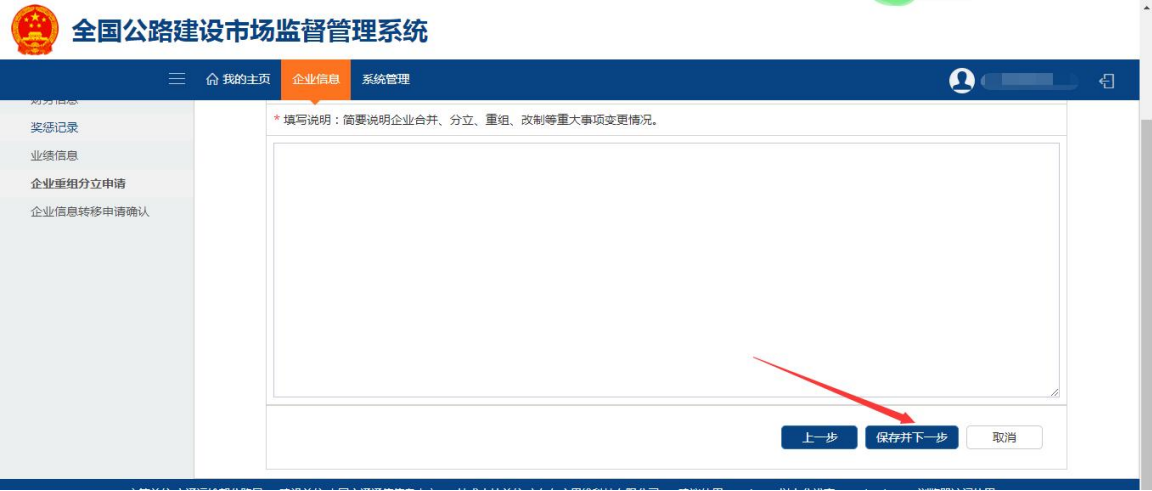 全国公路建设市场监督管理系统
我的主页 企业信息 系统管理
财务信息
* 填写说明：简要说明企业合并、分立、重组、改制等重大事项变更情况。
奖惩记录
业绩信息
企业重组分立申请
企业信息转移申请确认
上一步 保存并下一步 取消